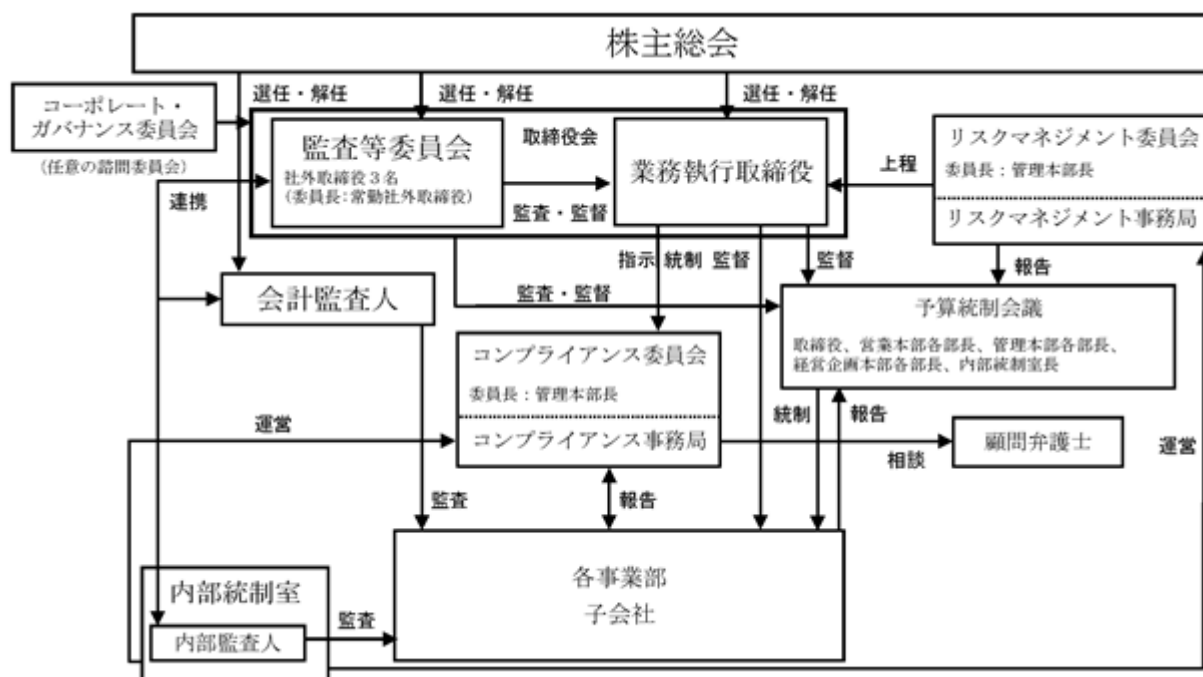 株主総会
選任・解任
選任・解任
選任・解任
コーポレート・
ガバナンス委員会
(任意の諮問委員会)
取締役会
監査等委員会
社外取締役3名
(委員長:常勤社外取締役)
監査・監督
業務執行取締役
上程
リスクマネジメント委員会
委員長:管理本部長
リスクマネジメント事務局
連携
指示 統制 監督
監督
報告
会計監査人
監査・監督
予算統制会議
取締役、営業本部各部長、管理本部各部長、
経営企画本部各部長、内部統制室長
コンプライアンス委員会
委員長:管理本部長
コンプライアンス事務局
運営
統制
報告
相談
顧問弁護士
運営
監査
報告
各事業部
子会社
内部統制室
内部監査人
監査